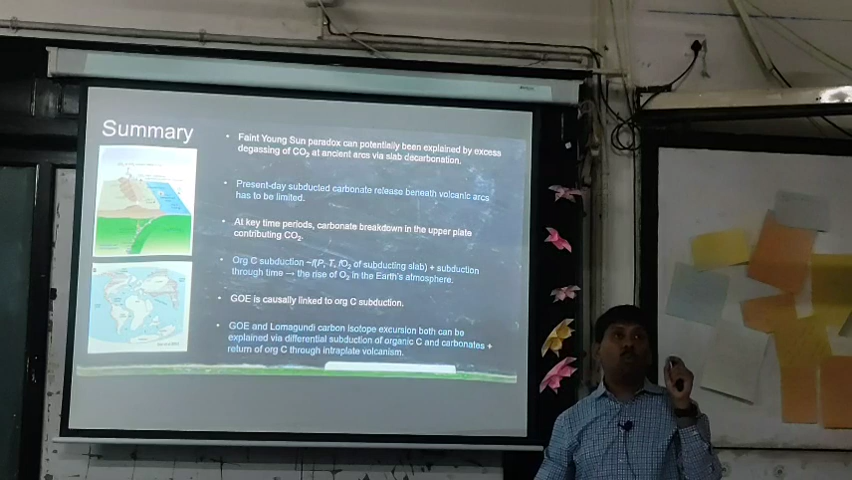 Summary
• Faint Young Sun paradox can potentially been explained by excess
degassing of CO₂ at ancient arcs via slab decarbonation.
• Present-day subducted carbonate release beneath volcanic arcs
has to be limited.
• At key time periods, carbonate breakdown in the upper plate
contributing CO₂.
• Org C subduction ~f(P, T, fO₂ of subducting slab) + subduction
through time → the rise of O₂ in the Earth's atmosphere.
• GOE is causally linked to org C subduction.
• GOE and Lomagundi carbon isotope excursion both can be
explained via differential subduction of organic C and carbonates +
return of org C through intraplate volcanism.